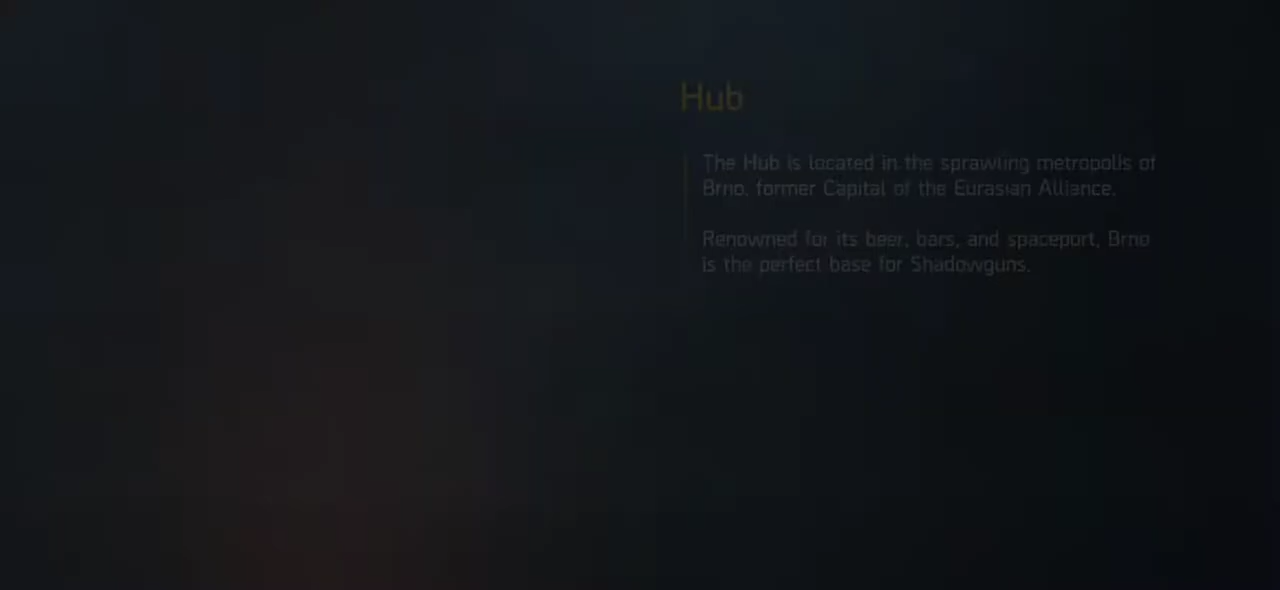 Hub
The Hub is located in the sprawling metropolis of
Brno, former Capital of the Eurasian Alliance.
Renowned for its beer, bars, and spaceport, Brno
is the perfect base for Shadowguns.